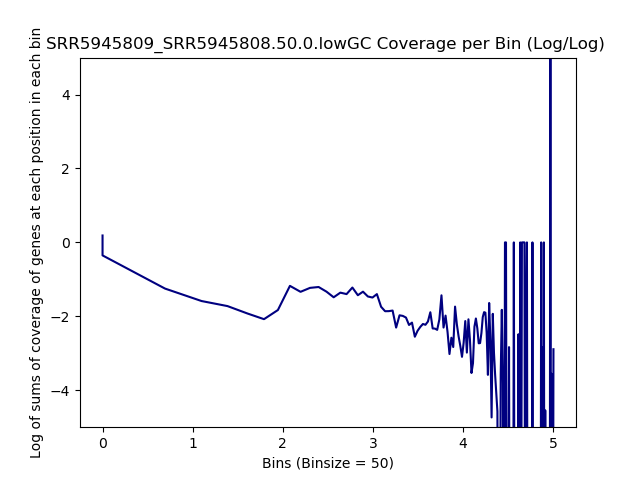 SRR5945809_SRR5945808.50.0.lowGC Coverage per Bin (Log/Log)
Log of sums of coverage of genes at each position in each bin
4
2
0
−2
−4
0 1 2 3 4 5
Bins (Binsize = 50)